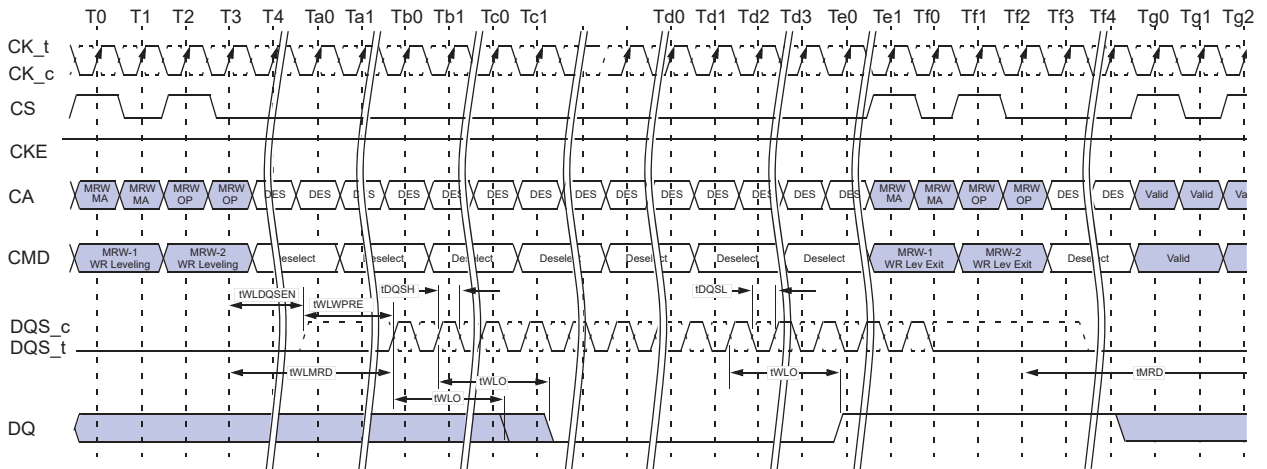 T0 T1 T2 T3 T4 Ta0 Ta1 Tb0 Tb1 Tc0 Tc1 Td0 Td1 Td2 Td3 Te0 Te1 Tf0 Tf1 Tf2 Tf3 Tf4 Tg0 Tg1 Tg2
CK_t
CK_c
CS
CKE
CA
MRW MA
MRW MA
MRW OP
MRW OP
DES DES DES DES DES DES DES DES DES DES DES DES DES DES
MRW MA
MRW MA
MRW OP
MRW OP
DES DES
Valid Valid Va
CMD
MRW-1
WR Leveling
MRW-2
WR Leveling
Deselect Deselect Deselect Deselect Deselect Deselect Deselect
MRW-1
WR Lev Exit
MRW-2
WR Lev Exit
Deselect
Valid
tWLDQSEN
tWLWPRE
tDQSH
tDQSL
DQS_c
DQS_t
tWLMRD
tWLO
tWLO
tWLO
tMRD
DQ